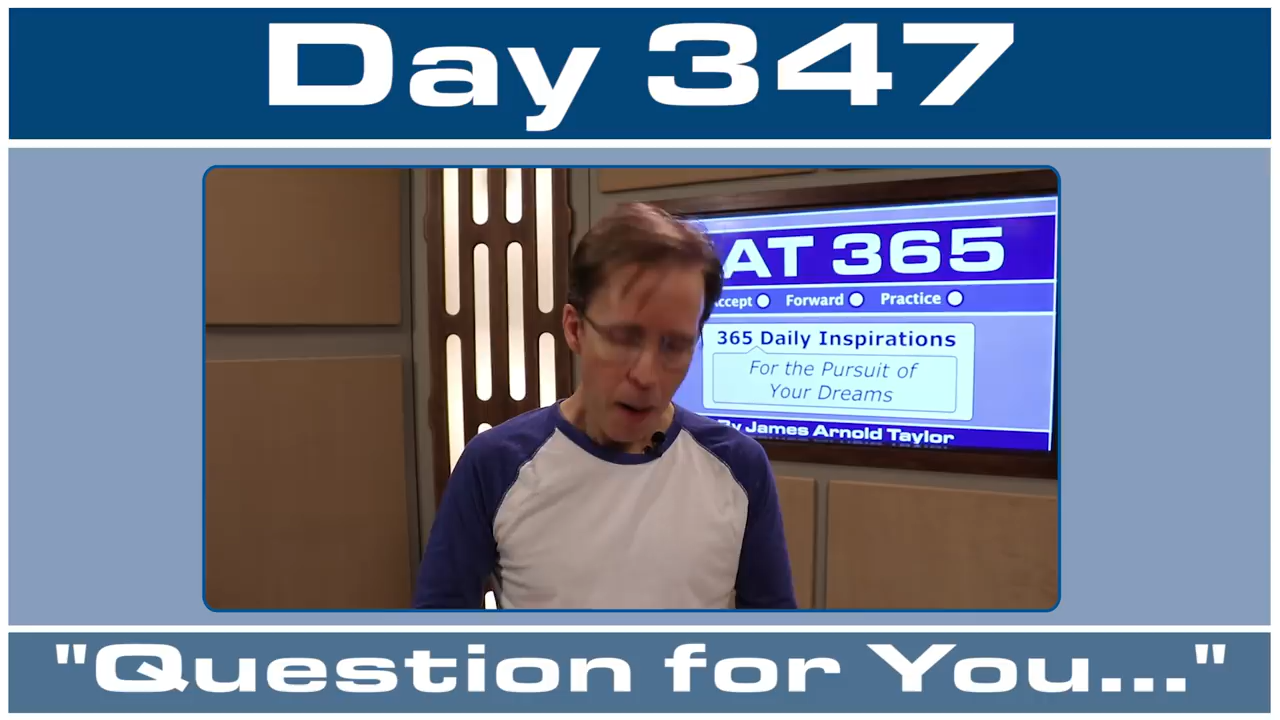 Day 347
AT 365
Forward Practice
365 Daily Inspirations
For the Pursuit of
Your Dreams
By James Arnold Taylor
"Question for You..."